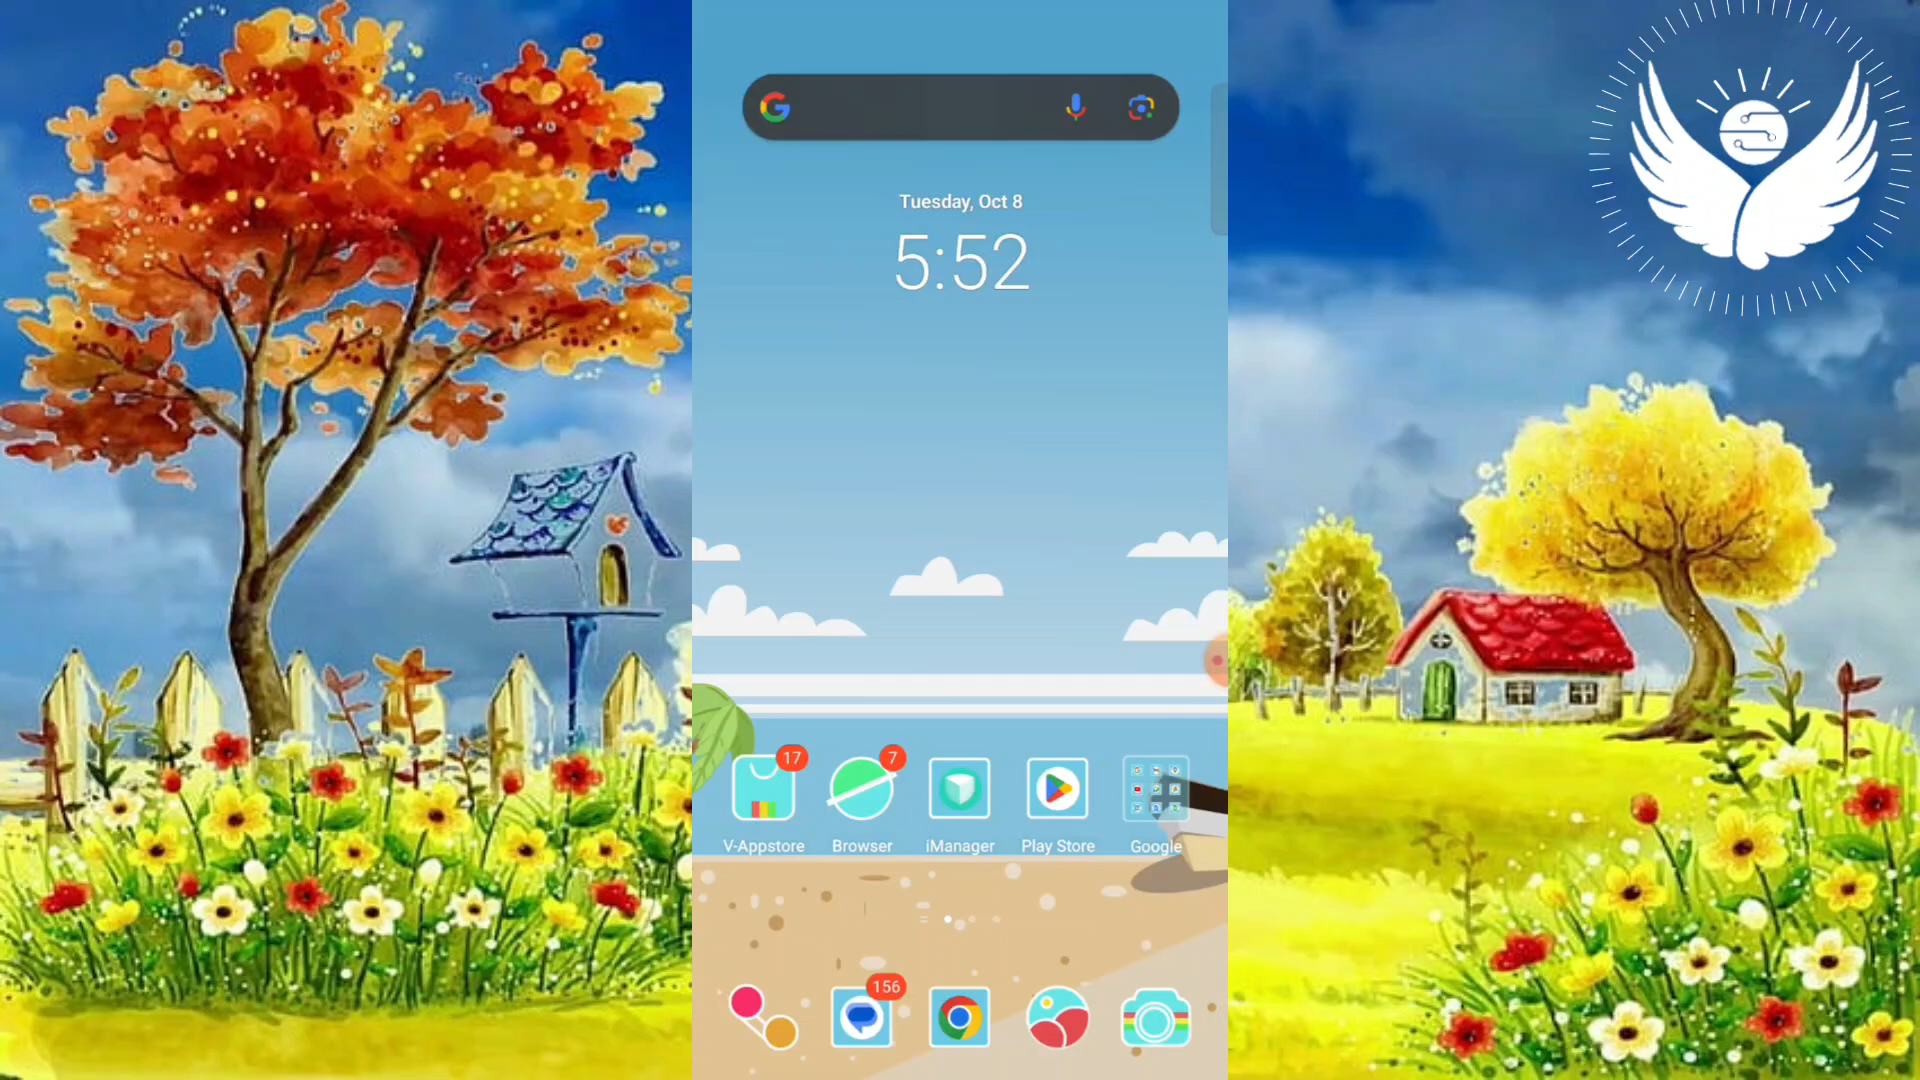 Tuesday, Oct 8
5:52
17
7
V-Appstore
Browser
iManager
Play Store
Google
156